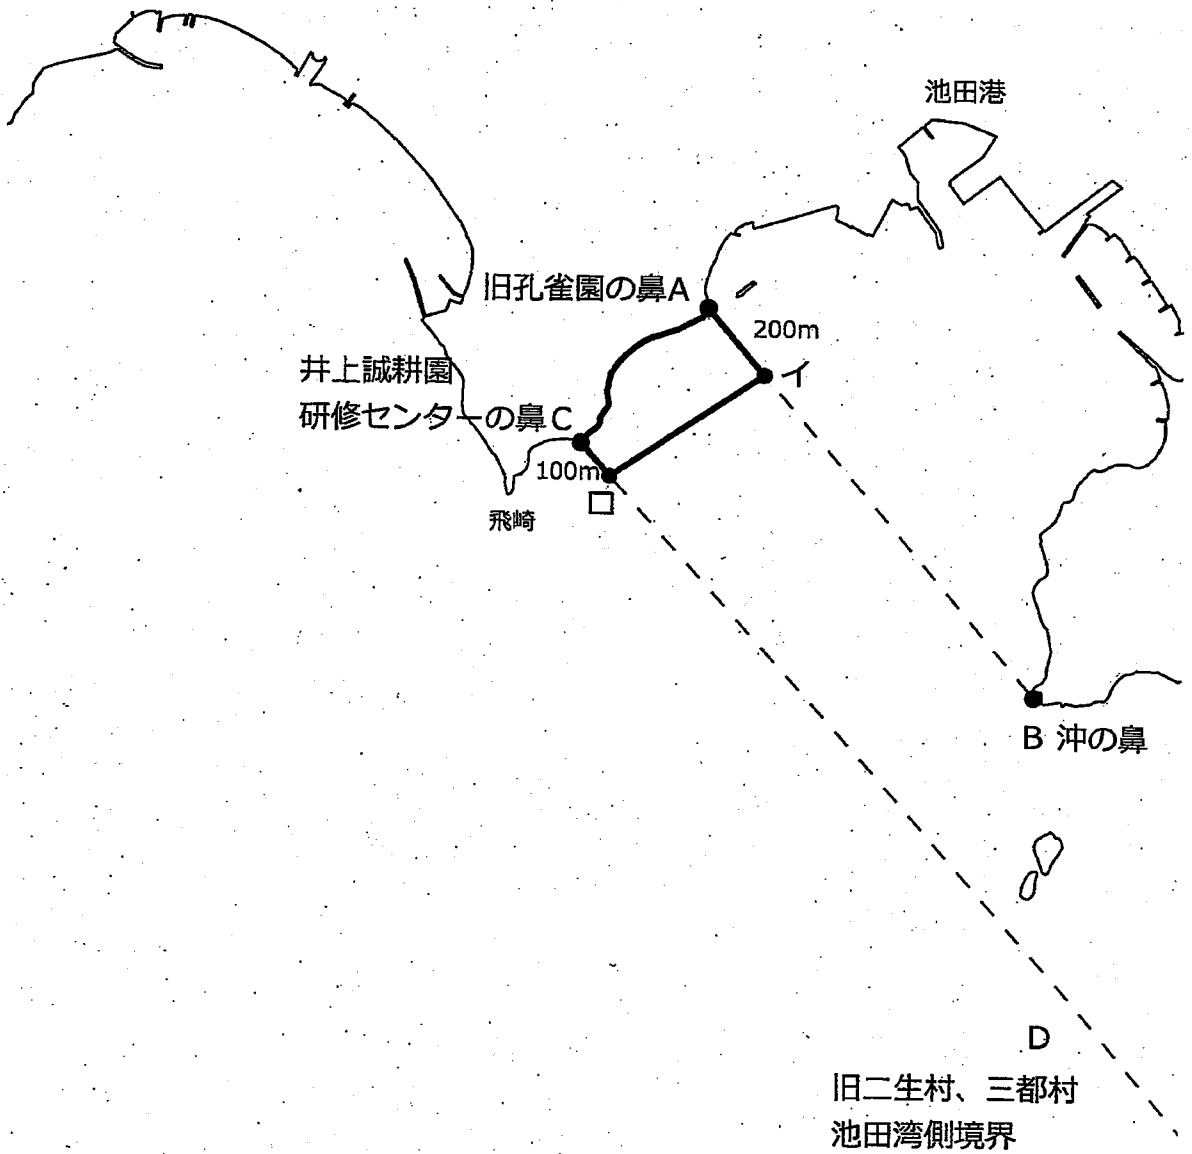 池田港
旧孔雀園の鼻A
200m
イ
井上誠耕園
研修センターの鼻C
100m
ロ
飛崎
B 沖の鼻
D
旧二生村、三都村
池田湾側境界